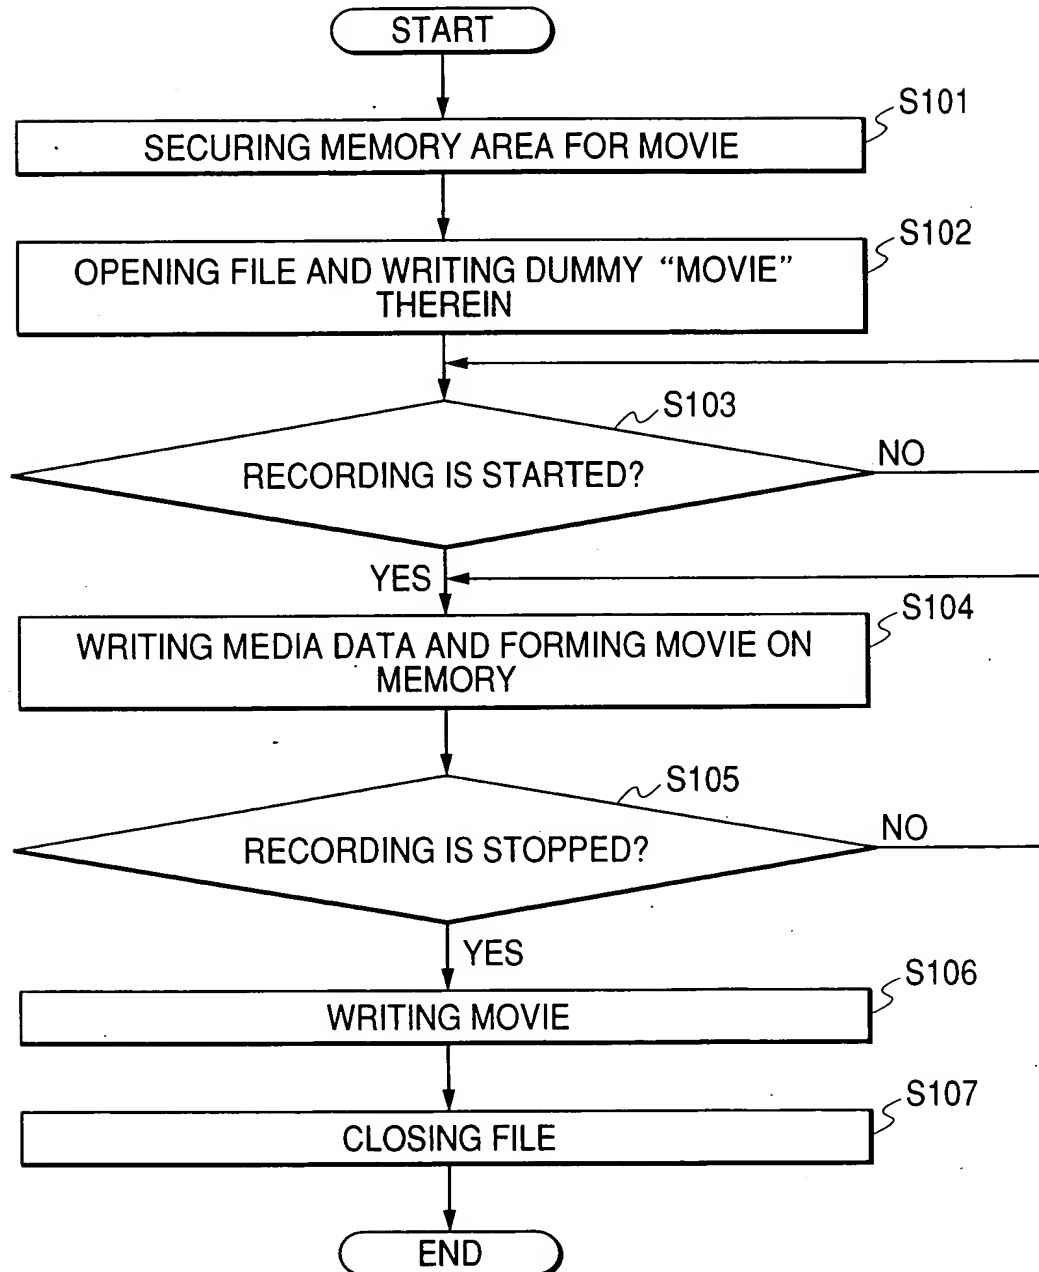 START
S101
SECURING MEMORY AREA FOR MOVIE
S102
OPENING FILE AND WRITING DUMMY “MOVIE”
THEREIN
S103
RECORDING IS STARTED?
NO
YES
S104
WRITING MEDIA DATA AND FORMING MOVIE ON
MEMORY
S105
RECORDING IS STOPPED?
NO
YES
S106
WRITING MOVIE
S107
CLOSING FILE
END